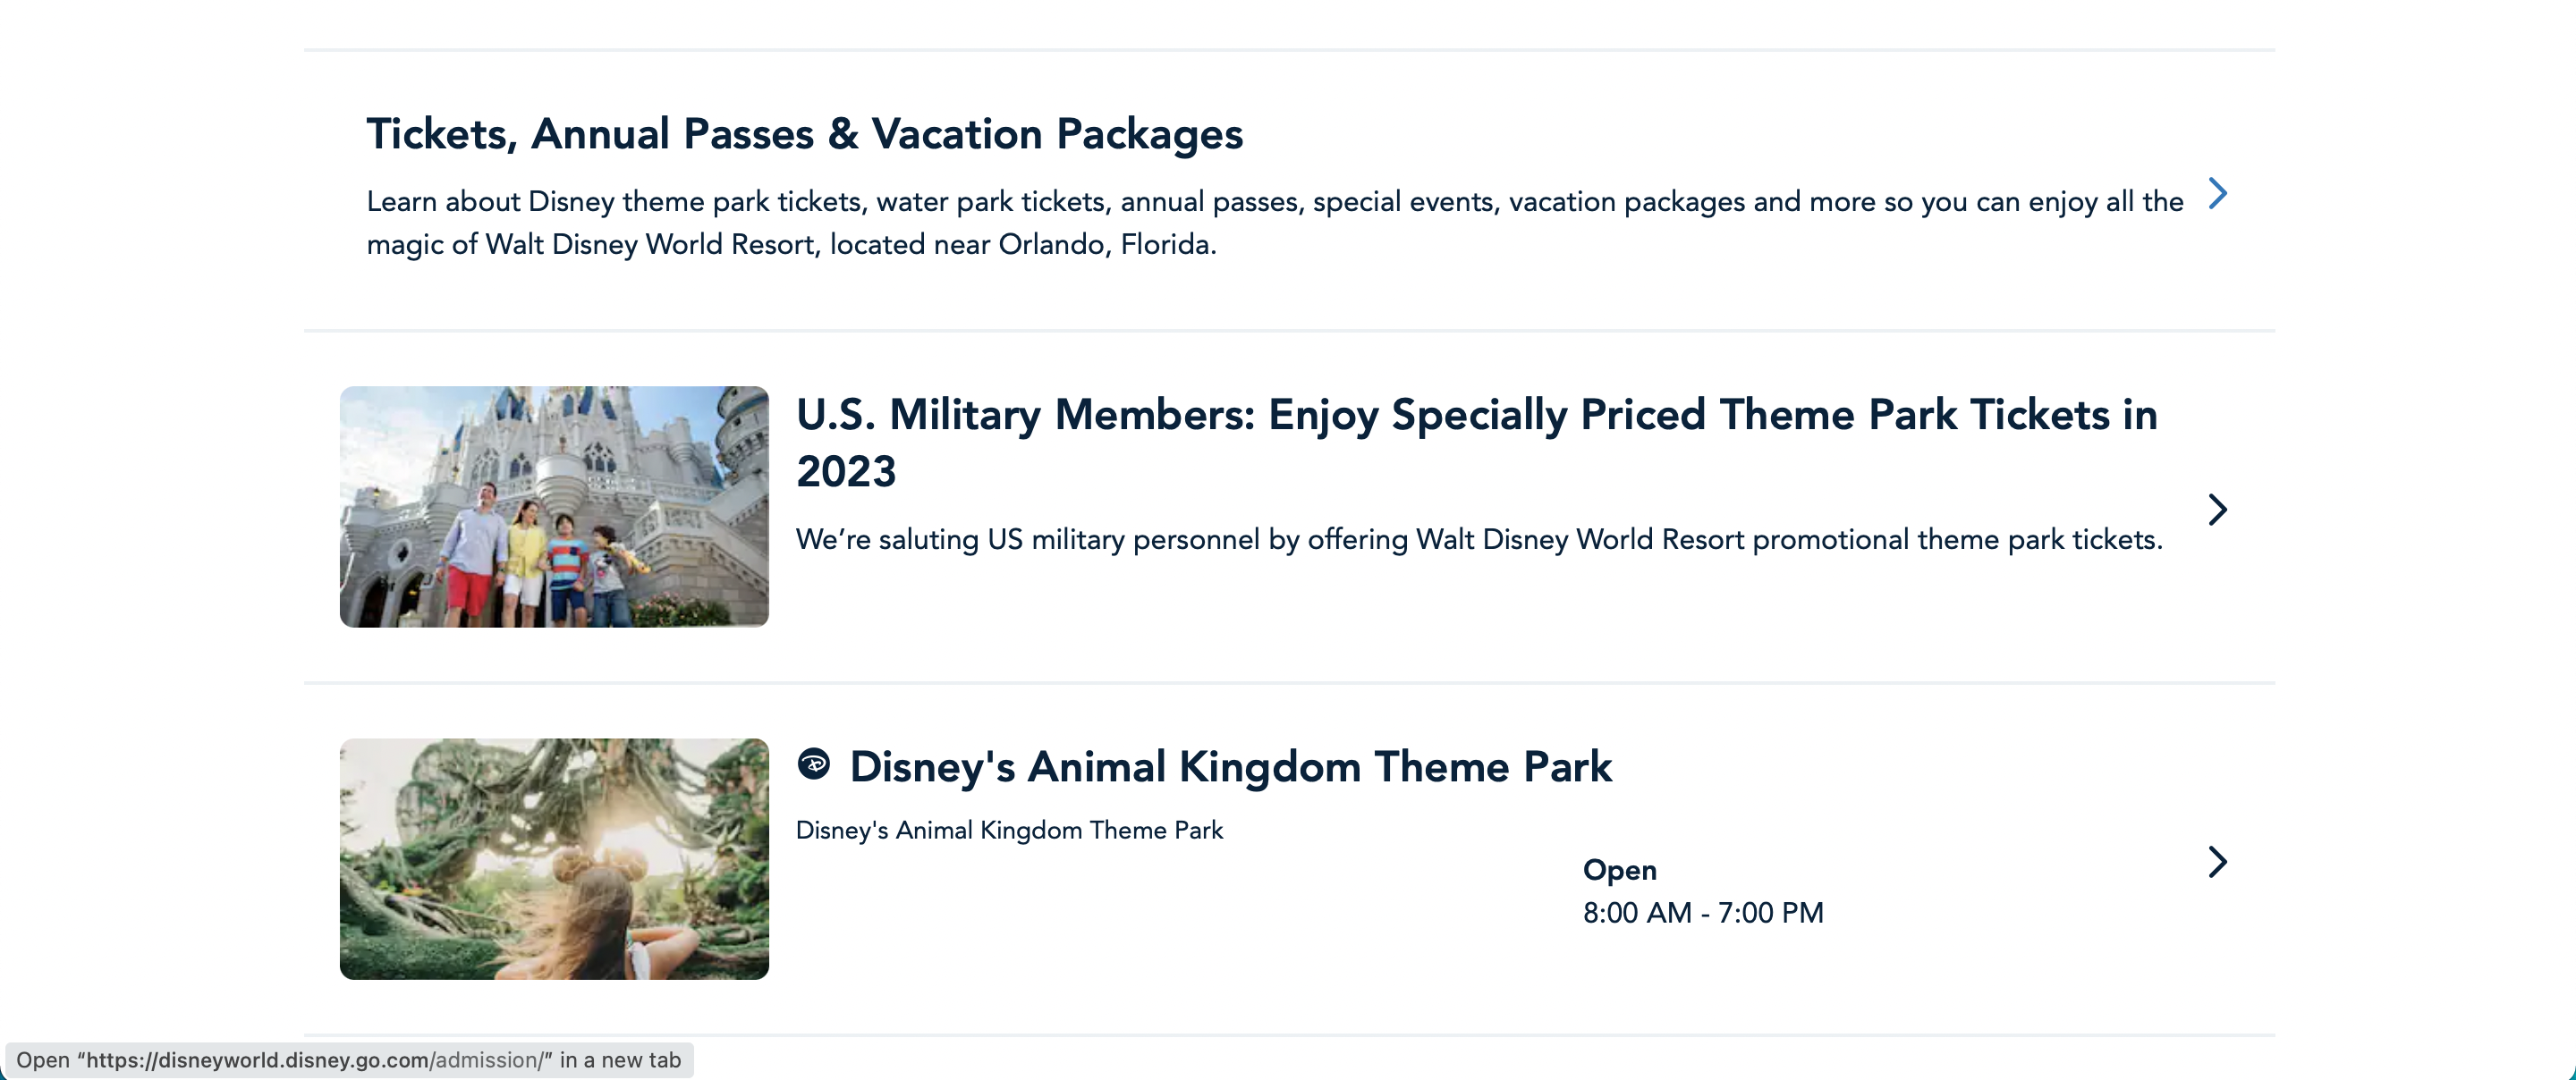 Tickets, Annual Passes & Vacation Packages
Learn about Disney theme park tickets, water park tickets, annual passes, special events, vacation packages and more so you can enjoy all the
magic of Walt Disney World Resort, located near Orlando, Florida.
U.S. Military Members: Enjoy Specially Priced Theme Park Tickets in
2023
We’re saluting US military personnel by offering Walt Disney World Resort promotional theme park tickets.
Disney's Animal Kingdom Theme Park
Disney's Animal Kingdom Theme Park
Open
8:00 AM - 7:00 PM
Open “https://disneyworld.disney.go.com/admission/” in a new tab